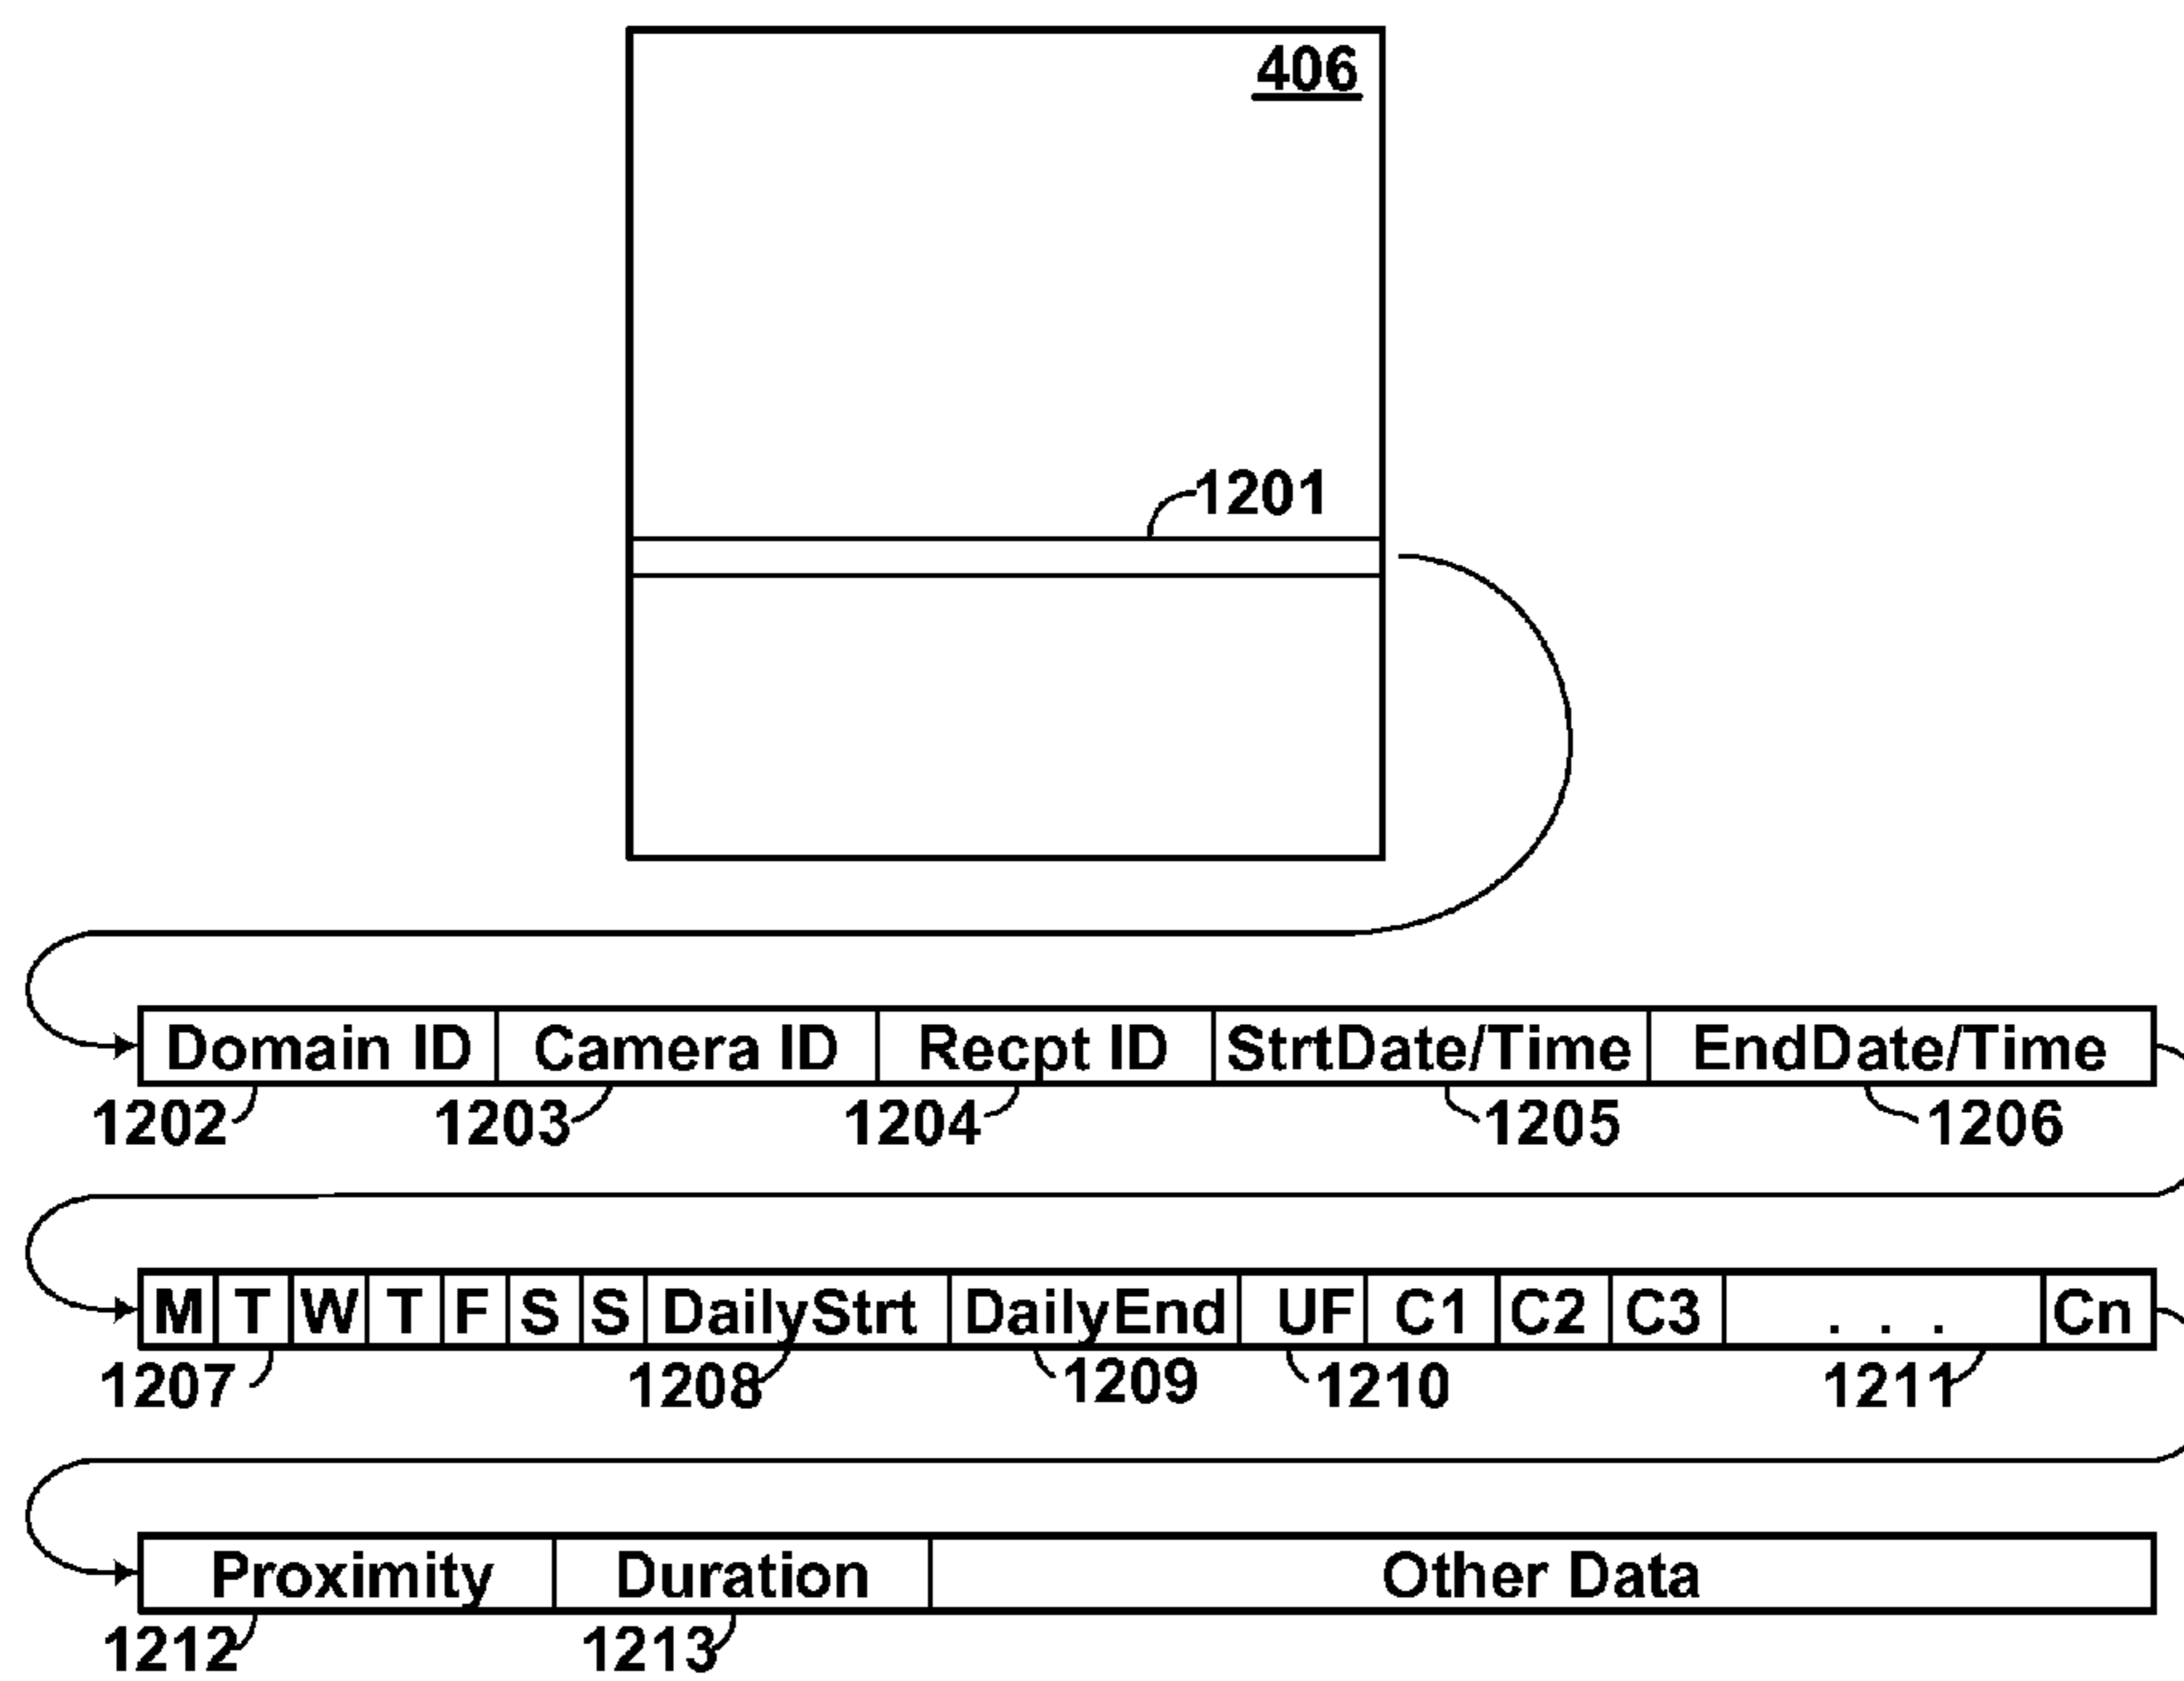 406
1201
Domain ID Camera ID Recpt ID StrtDate/Time EndDate/Time
1202 1203 1204 1205 1206
M T W T F S S DailyStrt DailyEnd UF C1 C2 C3 . . . Cn
1207 1208 1209 1210 1211
Proximity Duration Other Data
1212 1213